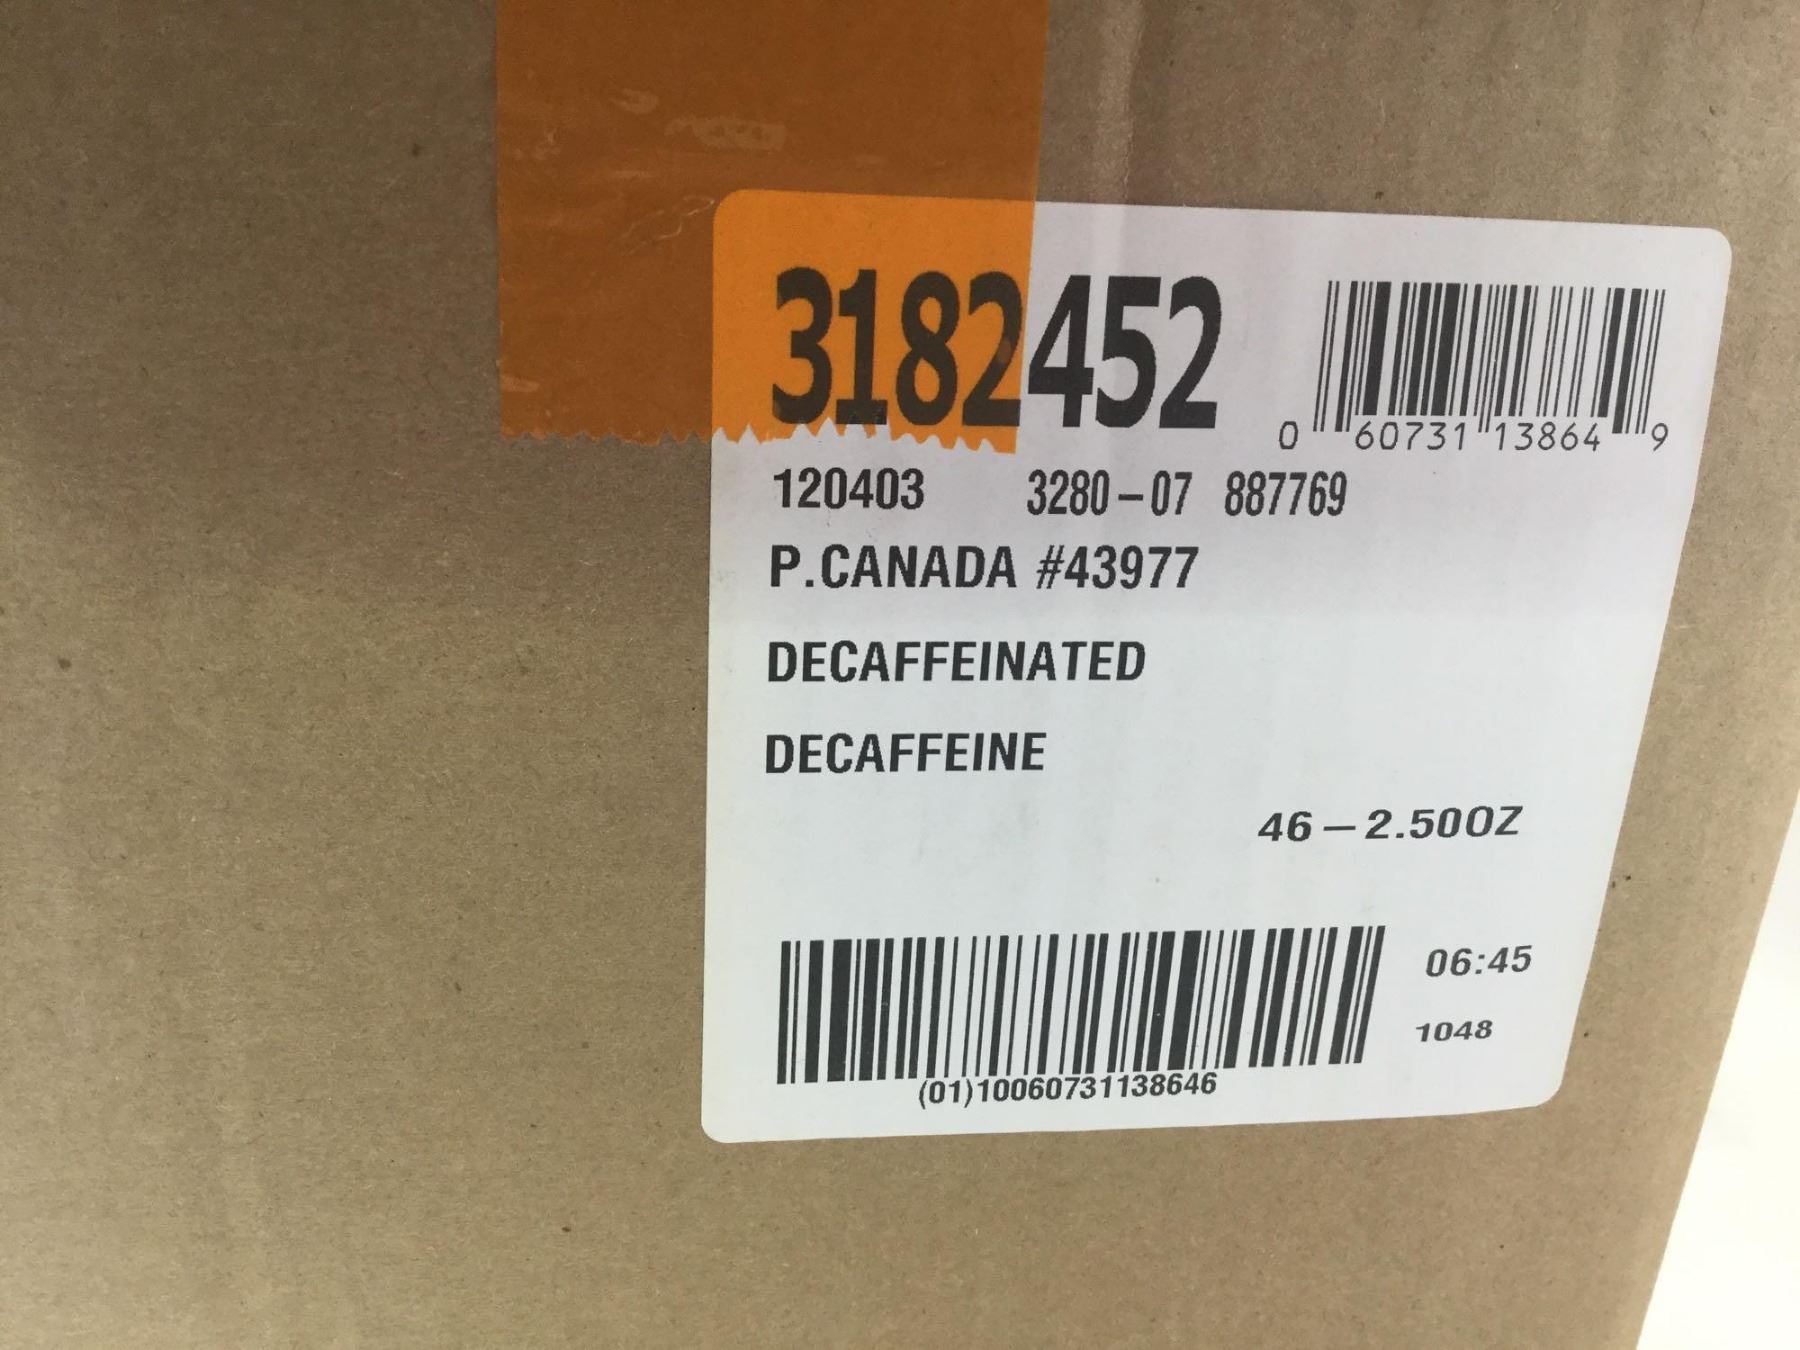 3182452
0 60731 13864 9
120403 3280-07 887769
P.CANADA #43977
DECAFFEINATED
DECAFFEINE
46-2.50OZ
06:45
1048
(01)10060731138646